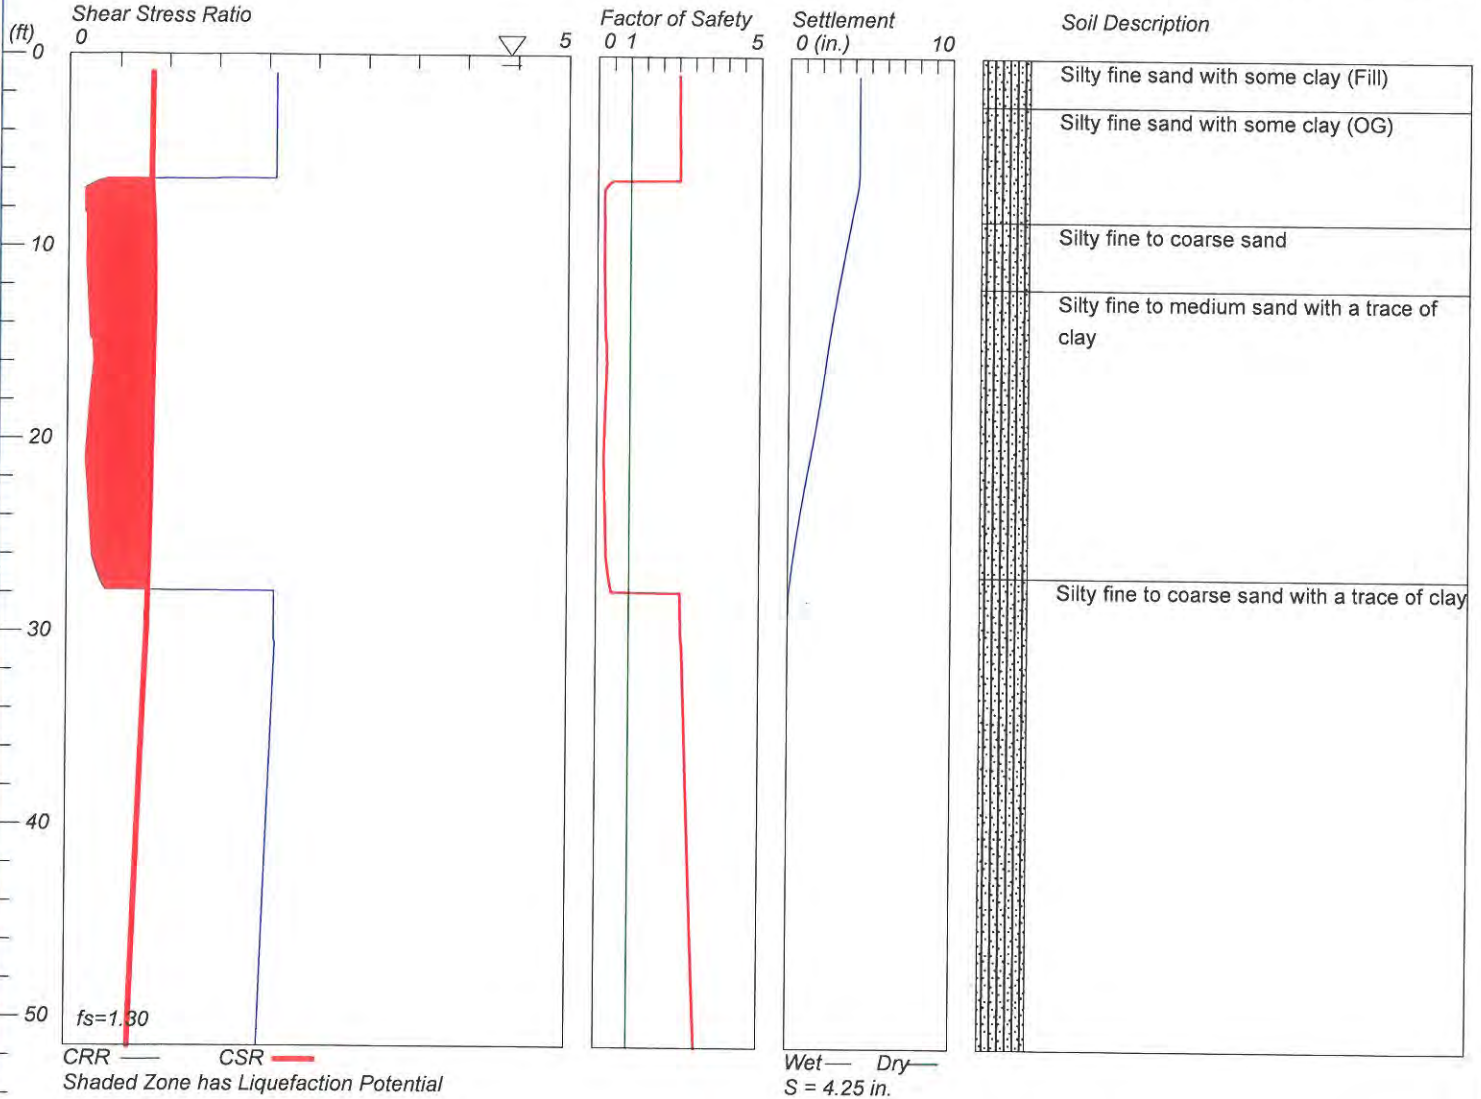 Shear Stress Ratio
Factor of Safety
Settlement
Soil Description
(ft)
0
5
0 1
5
0 (in.)
10
0
Silty fine sand with some clay (Fill)
Silty fine sand with some clay (OG)
10
Silty fine to coarse sand
Silty fine to medium sand with a trace of
clay
20
Silty fine to coarse sand with a trace of clay
30
40
50
fs=1.30
CRR
CSR
Wet
Dry
Shaded Zone has Liquefaction Potential
S = 4.25 in.